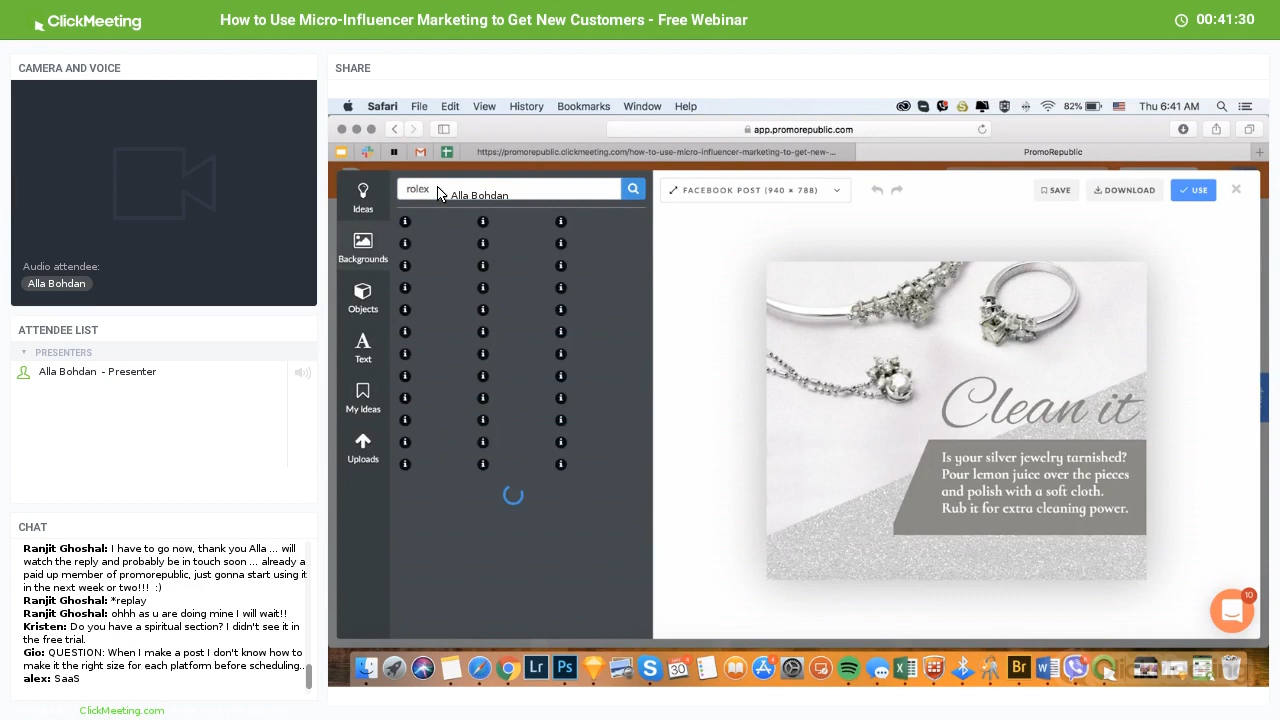 ClickMeeting
How to Use Micro-Influencer Marketing to Get New Customers - Free Webinar
00:41:30
CAMERA AND VOICE
Audio attendee:
Alla Bohdan
ATTENDEE LIST
PRESENTERS
Alla Bohdan - Presenter
CHAT
Ranjit Ghoshal: I have to go now, thank you Alla ... will
watch the reply and probably be in touch soon ... already a
paid up member of promorepublic, just gonna start using it
in the next week or two!!! :)
Ranjit Ghoshal: *replay
Ranjit Ghoshal: ohhh as u are doing mine I will wait!!
Kristen: Do you have a spiritual section? I didn't see it in
the free trial.
Gio: QUESTION: When I make a post I don't know how to
make it the right size for each platform before scheduling..
alex: SaaS
ClickMeeting.com
SHARE
Safari File Edit View History Bookmarks Window Help
82% Thu 6:41 AM
app.promorepublic.com
https://promorepublic.clickmeeting.com/how-to-use-micro-influencer-marketing-to-get-new-...
PromoRepublic
rolex
Alla Bohdan
Ideas
Backgrounds
Objects
Text
My Ideas
Uploads
FACEBOOK POST (940 × 788)
SAVE
DOWNLOAD
USE
Clean it
Is your silver jewelry tarnished?
Pour lemon juice over the pieces
and polish with a soft cloth.
Rub it for extra cleaning power.
10
Lr
Ps
30
Br